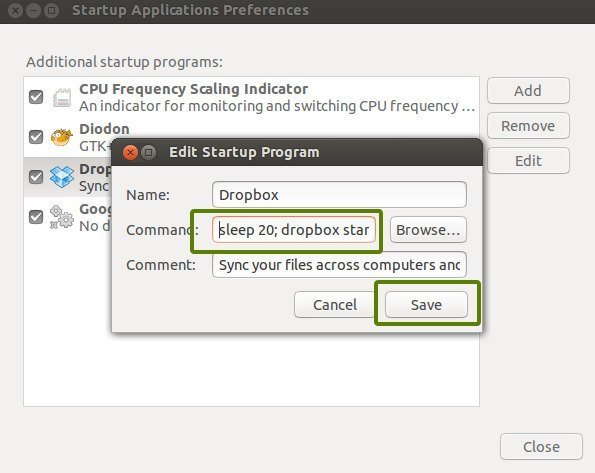 Startup Applications Preferences
Additional startup programs:
CPU Frequency Scaling Indicator
An indicator for monitoring and switching CPU frequency ...
Add
Diodon
GTK+
Remove
Edit Startup Program
Edit
Drop
Sync
Name: Dropbox
Goog
No d
Command: sleep 20; dropbox star Browse...
Comment: Sync your files across computers and
Cancel Save
Close